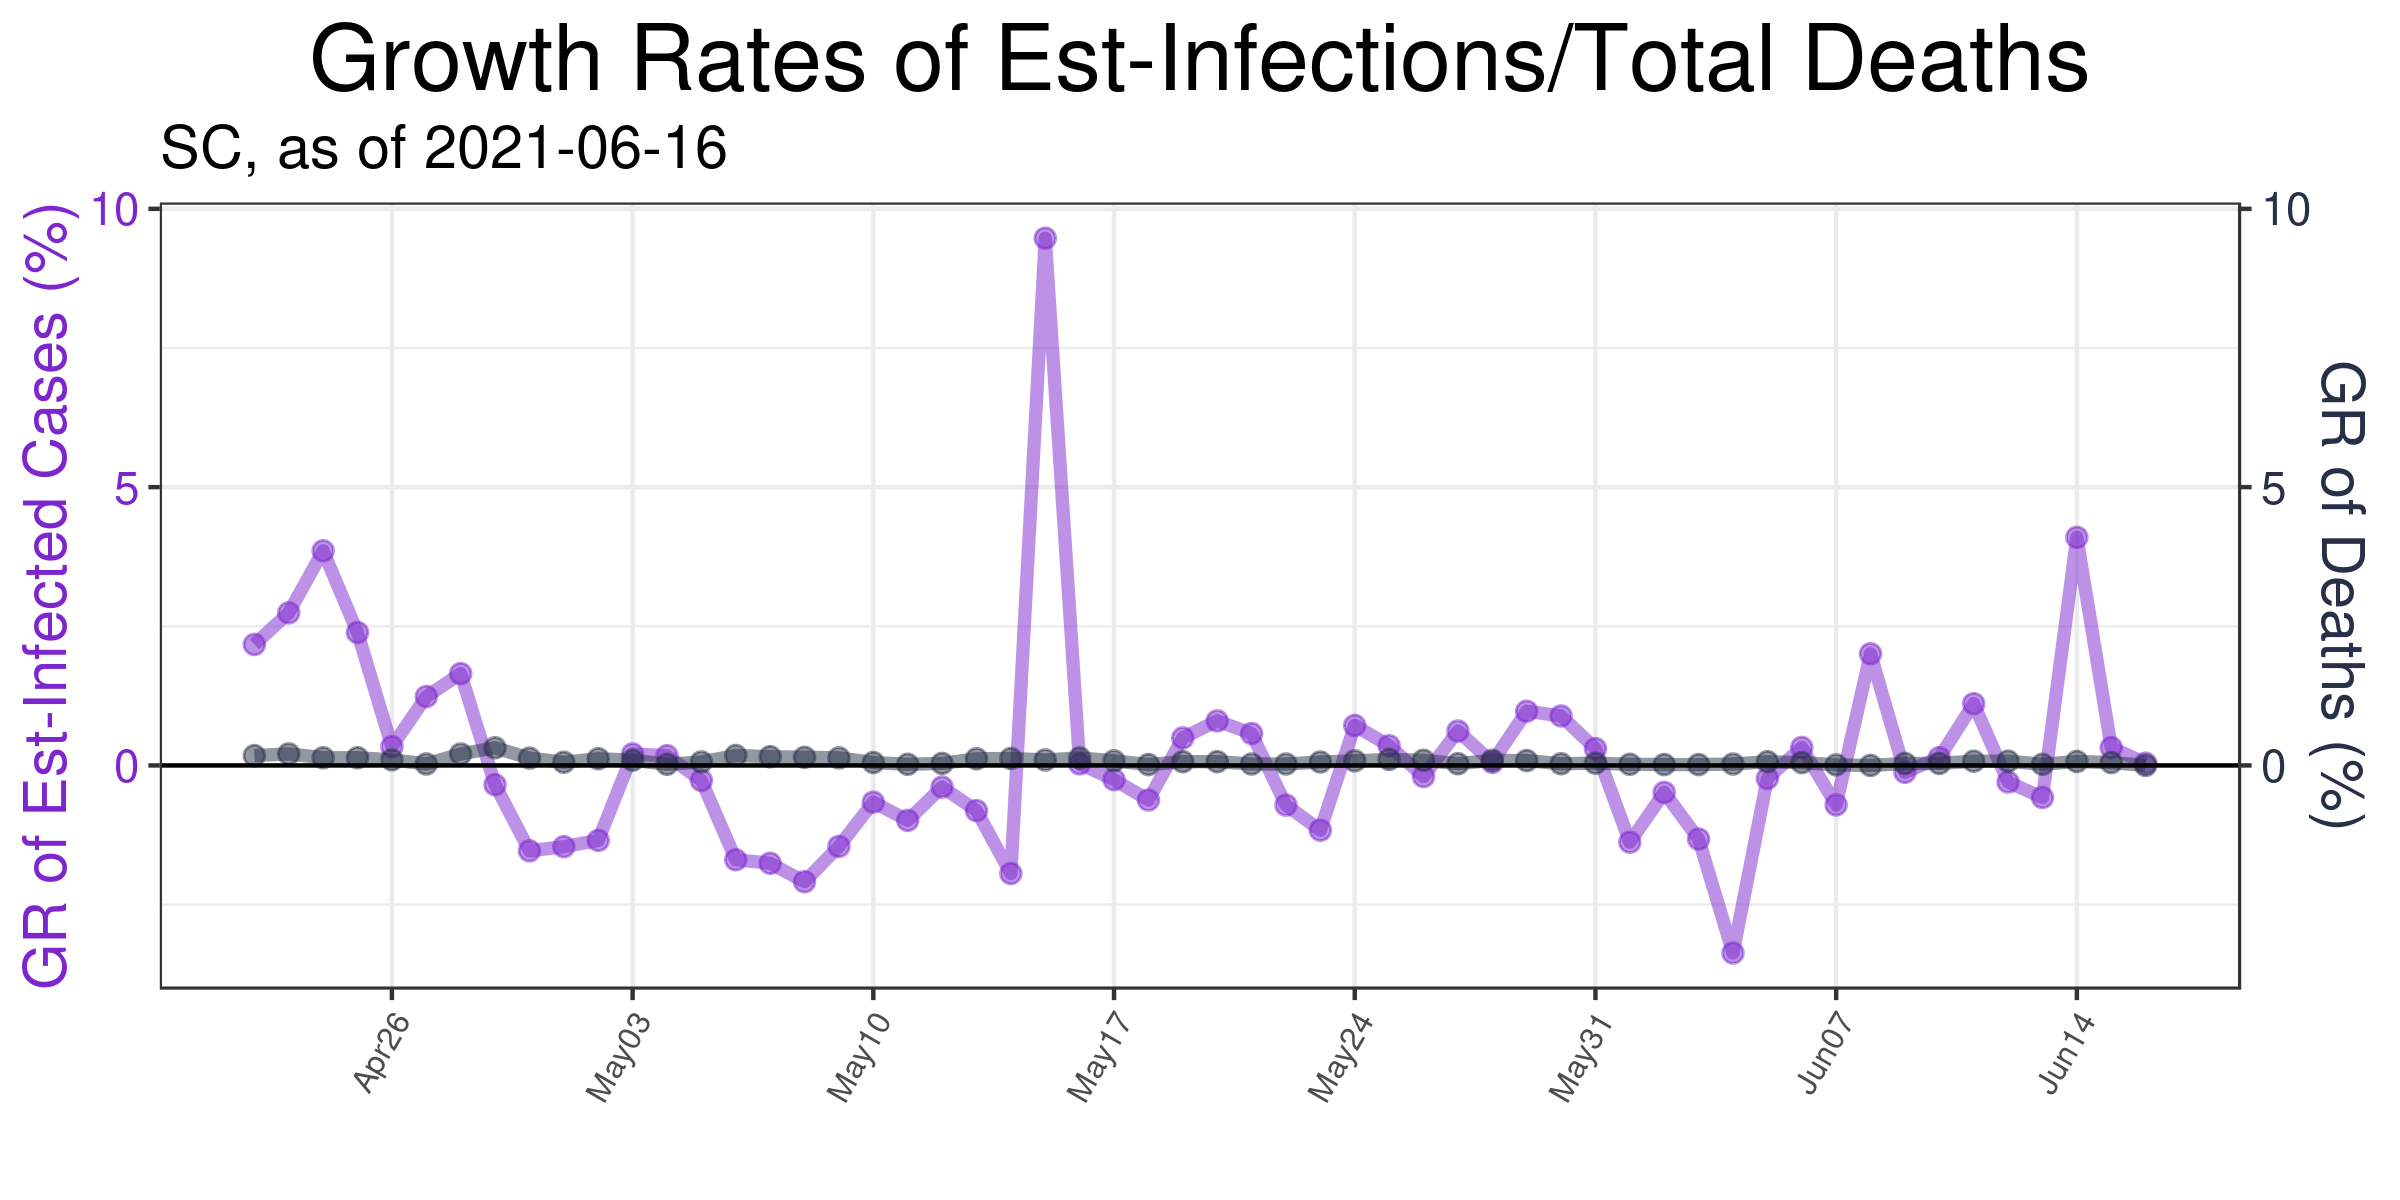 Growth Rates of Est-Infections/Total Deaths
SC, as of 2021-06-16
GR of Est-Infected Cases (%)
10
5
0
10
5
0
GR of Deaths (%)
Apr26
May03
May10
May17
May24
May31
Jun07
Jun14